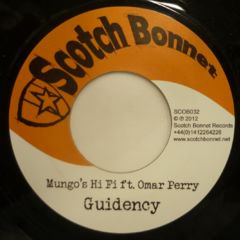 Scotch Bonnet
SCOB032
© ℗ 2012
Scotch Bonnet Records
+44(0)1412264228
www.scotchbonnet.net
Mungo's Hi Fi ft. Omar Perry
Guidency